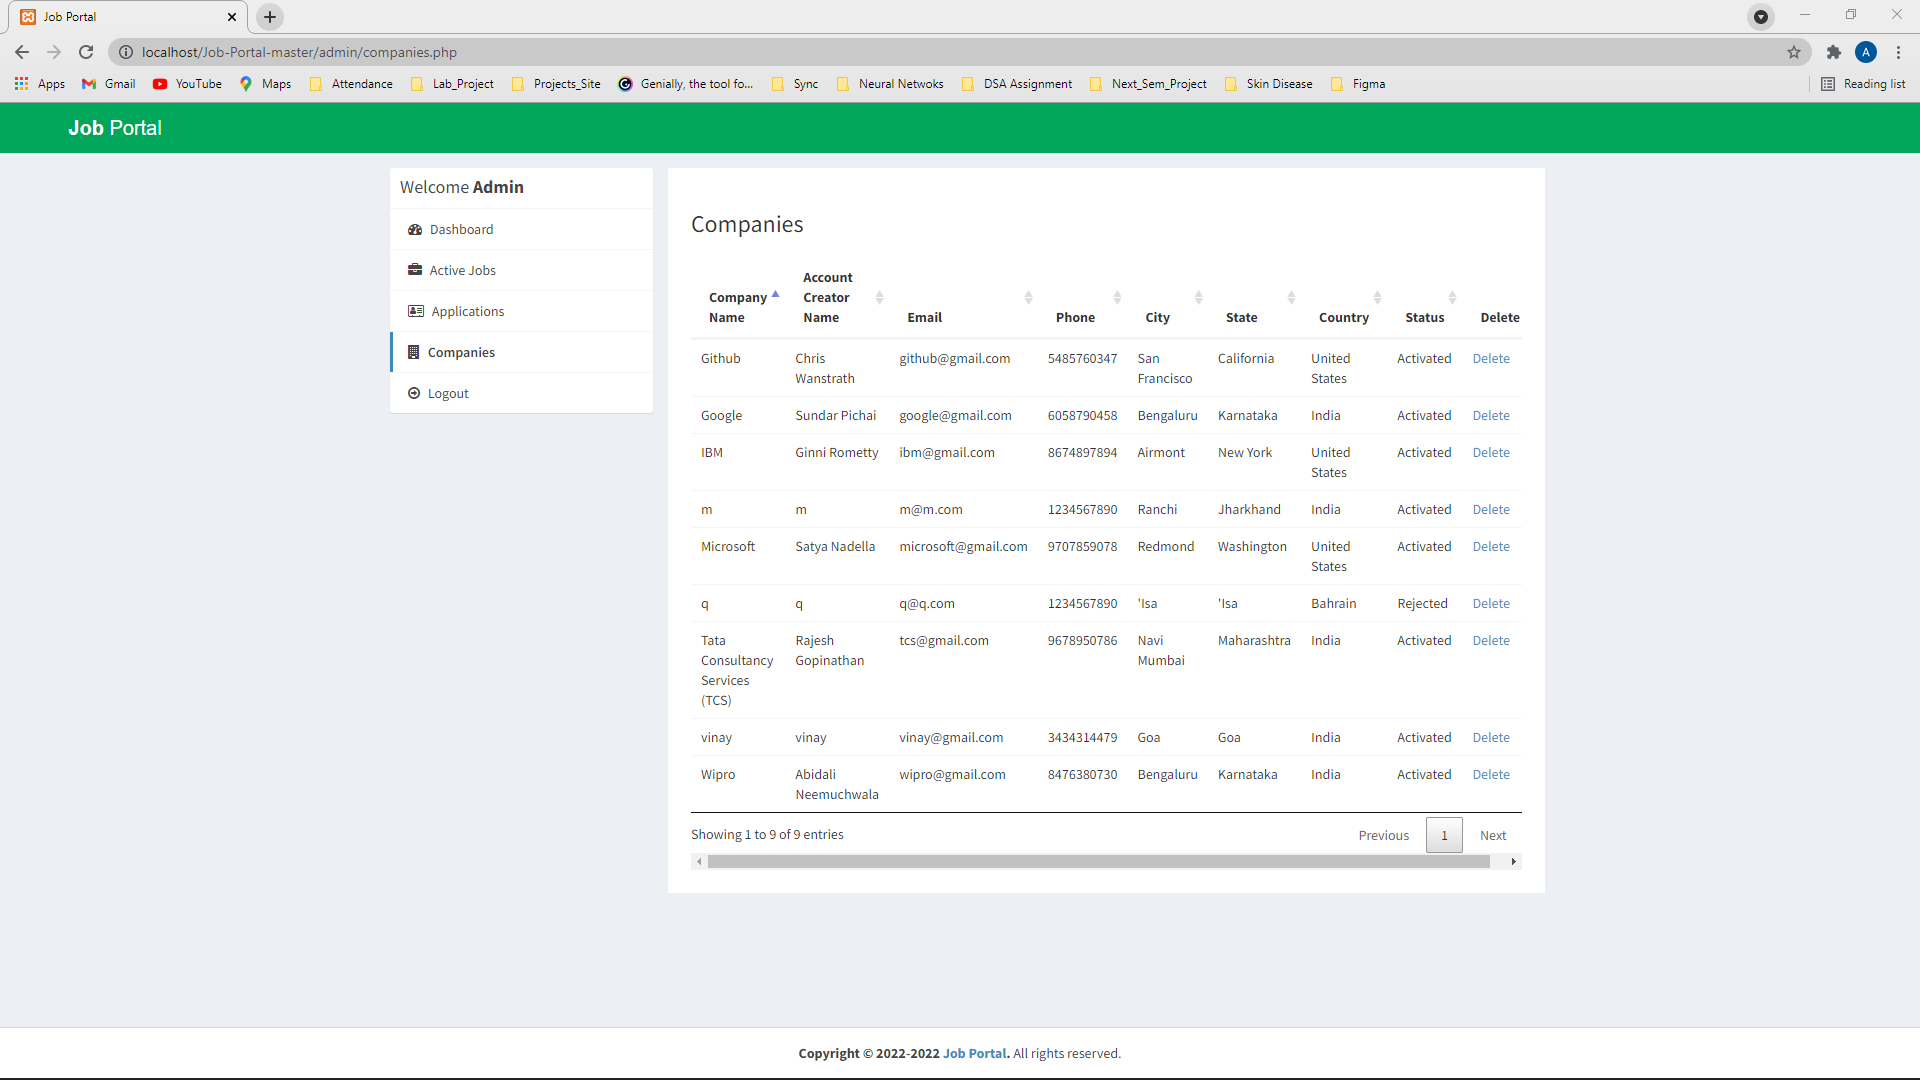 Job Portal
localhost/Job-Portal-master/admin/companies.php
A
Apps Gmail YouTube Maps Attendance Lab_Project Projects_Site Genially, the tool fo... Sync Neural Netwoks DSA Assignment Next_Sem_Project Skin Disease Figma Reading list
Job Portal
Welcome Admin
Dashboard
Active Jobs
Applications
Companies
Logout
Companies
Company Name Account Creator Name Email Phone City State Country Status Delete
Github Chris Wanstrath github@gmail.com 5485760347 San Francisco California United States Activated Delete
Google Sundar Pichai google@gmail.com 6058790458 Bengaluru Karnataka India Activated Delete
IBM Ginni Rometty ibm@gmail.com 8674897894 Airmont New York United States Activated Delete
m m m@m.com 1234567890 Ranchi Jharkhand India Activated Delete
Microsoft Satya Nadella microsoft@gmail.com 9707859078 Redmond Washington United States Activated Delete
q q q@q.com 1234567890 'Isa 'Isa Bahrain Rejected Delete
Tata Consultancy Services (TCS) Rajesh Gopinathan tcs@gmail.com 9678950786 Navi Mumbai Maharashtra India Activated Delete
vinay vinay vinay@gmail.com 3434314479 Goa Goa India Activated Delete
Wipro Abidali Neemuchwala wipro@gmail.com 8476380730 Bengaluru Karnataka India Activated Delete
Showing 1 to 9 of 9 entries
Previous 1 Next
Copyright © 2022-2022 Job Portal. All rights reserved.